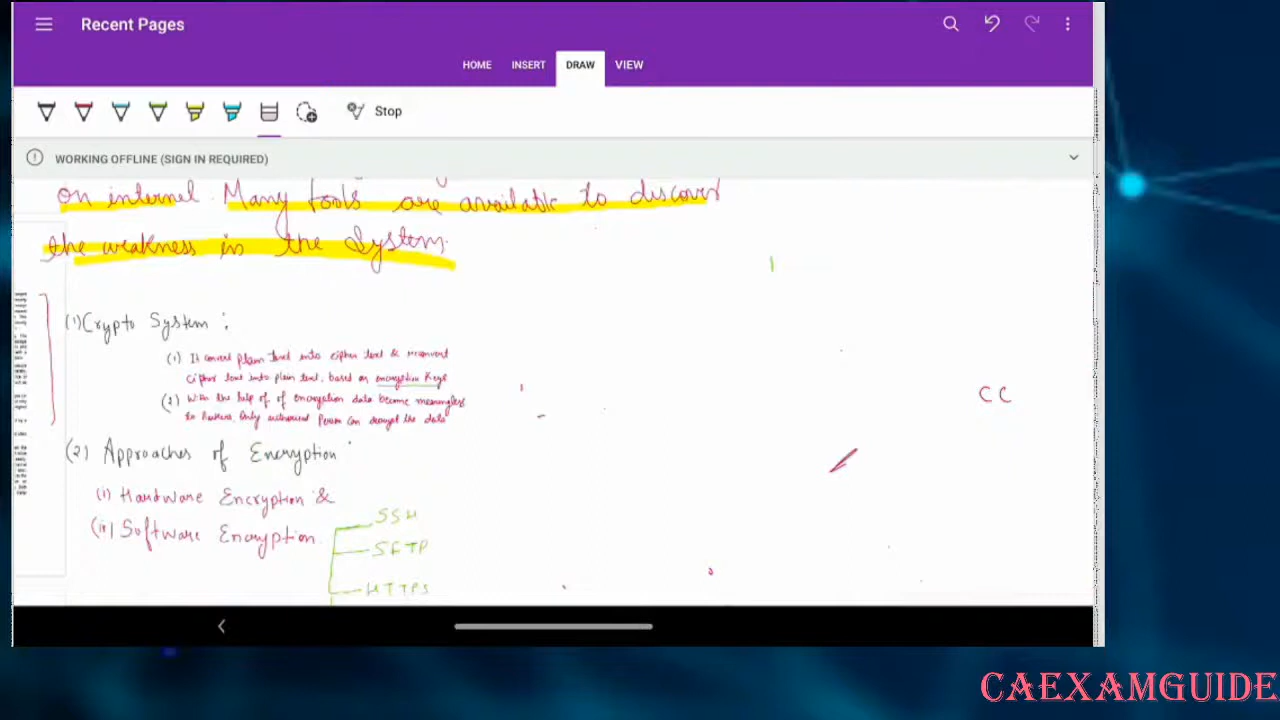 Recent Pages
HOME INSERT DRAW VIEW
Stop
WORKING OFFLINE (SIGN IN REQUIRED)
on internel. Many tools are available to discover
the weakness in the System.
(1) Crypto System :
(1) It convert plain text into cipher text & reconvert
Cipher text into plain text, based on encryption Keys
(2) With the help of of encryption data become meaningless
to hackers, Only authorized Person Can decrypt the data
CC
(2) Approaches of Encryption
(i) Hardware Encryption &
(ii) Software Encryption.
SSH
SFTP
HTTPS
CAEXAMGUIDE